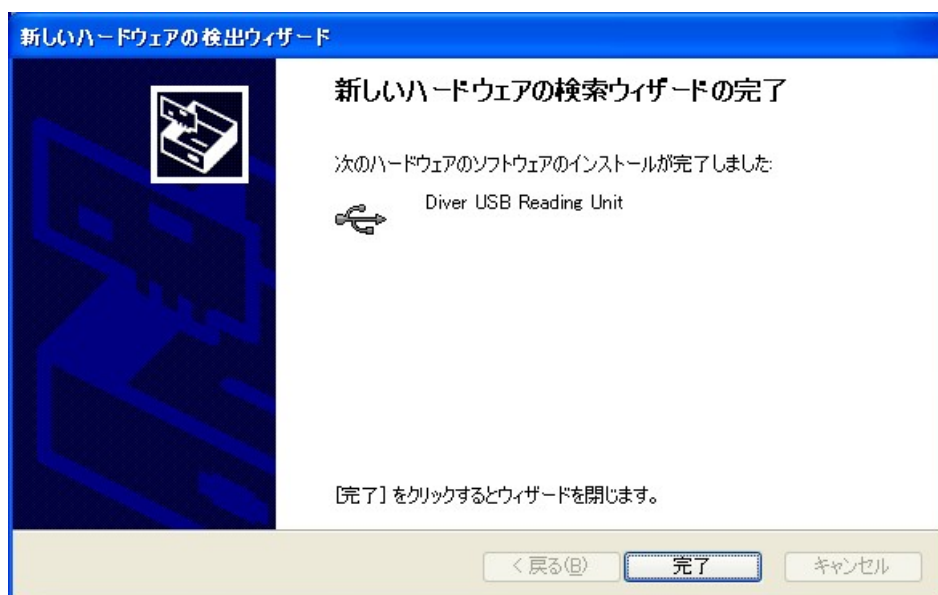 新しいハードウェアの検出ウィザード
新しいハードウェアの検索ウィザードの完了
次のハードウェアのソフトウェアのインストールが完了しました:
Diver USB Reading Unit
[完了] をクリックするとウィザードを閉じます。
< 戻る(B) 完了 キャンセル